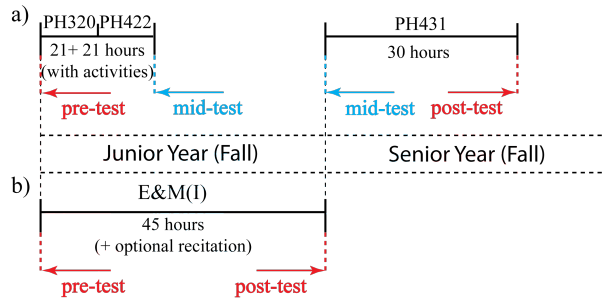 a)
PH320 PH422
21+ 21 hours
(with activities)
pre-test
mid-test
PH431
30 hours
mid-test
post-test
Junior Year (Fall)
Senior Year (Fall)
b)
E&M(I)
45 hours
(+ optional recitation)
pre-test
post-test